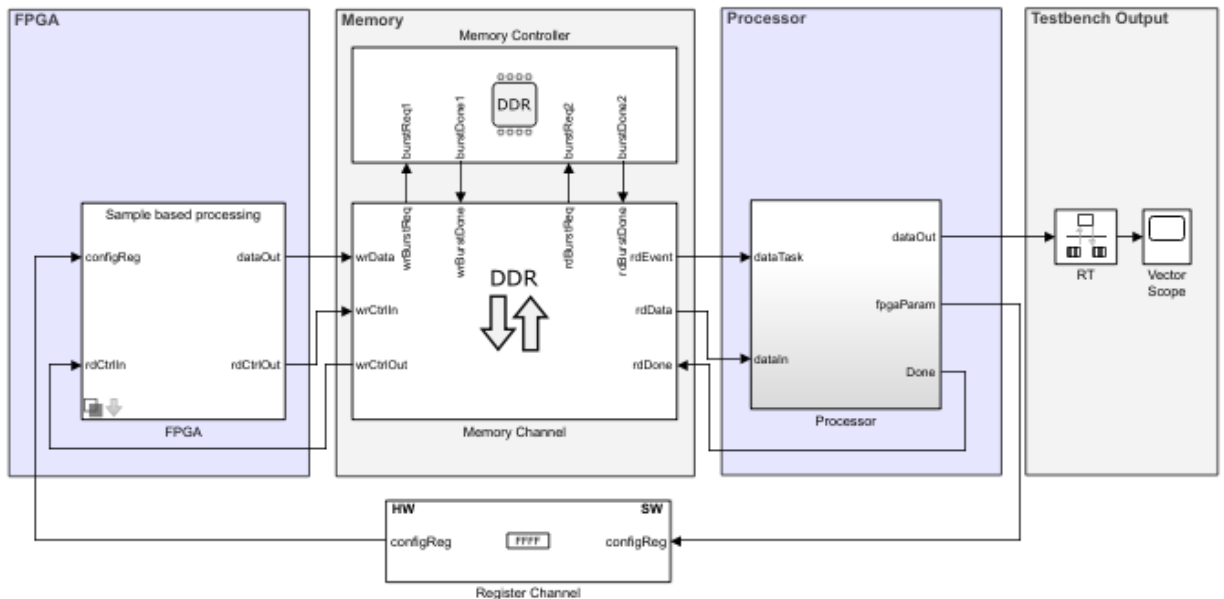 FPGA
Memory
Processor
Testbench Output
Memory Controller
DDR
burstReq1
burstDone1
burstReq2
burstDone2
Sample based processing
configReg
dataOut
rdCtrlIn
rdCtrlOut
FPGA
wrBurstReq
wrBurstDone
rdBurstReq
rdBurstDone
wrData
rdEvent
DDR
wrCtrlIn
rdData
wrCtrlOut
rdDone
Memory Channel
dataOut
dataTask
fpgaParam
dataIn
Done
Processor
RT
Vector
Scope
HW
SW
configReg
FFFF
configReg
Register Channel